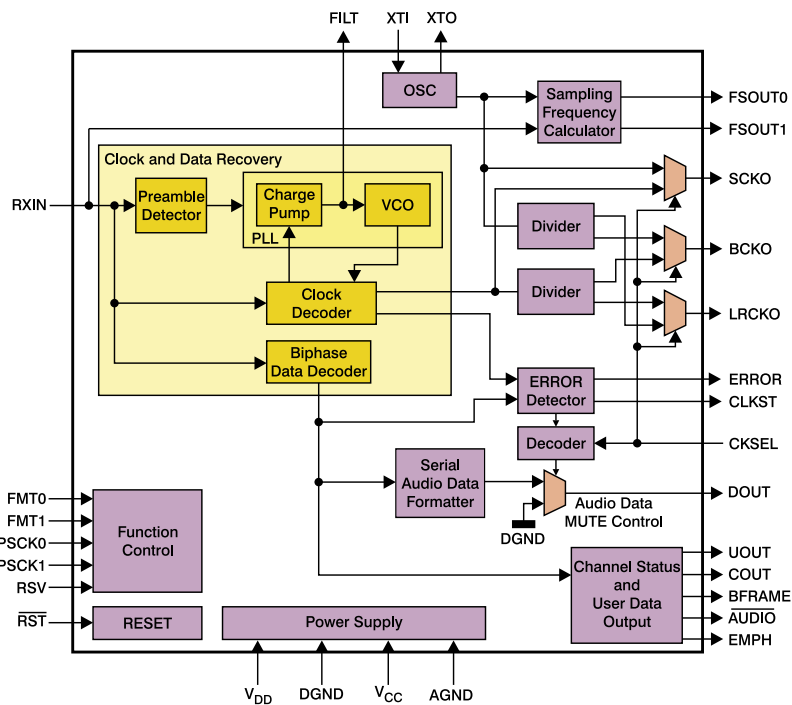 FILT
XTI
XTO
OSC
Sampling
Frequency
Calculator
FSOUT0
FSOUT1
Clock and Data Recovery
RXIN
Preamble
Detector
Charge
Pump
VCO
PLL
Clock
Decoder
Biphase
Data Decoder
Divider
Divider
SCKO
BCKO
LRCKO
ERROR
Detector
ERROR
CLKST
Decoder
CKSEL
Serial
Audio Data
Formatter
DGND
Audio Data
MUTE Control
DOUT
FMT0
FMT1
PSCK0
PSCK1
RSV
Function
Control
RST
RESET
Power Supply
Channel Status
and
User Data
Output
UOUT
COUT
BFRAME
AUDIO
EMPH
VDD
DGND
VCC
AGND